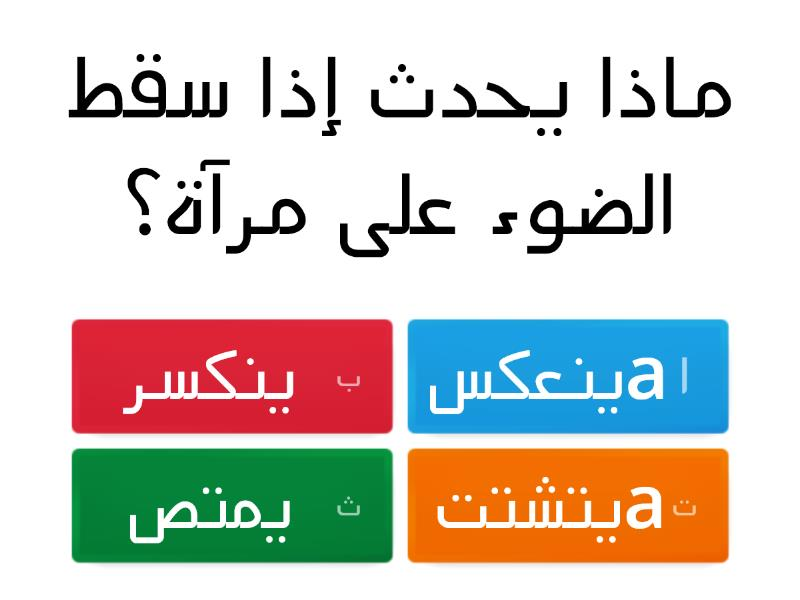 ماذا يحدث إذا سقط
الضوء على مرآة؟
ا aينعكس
ب ينكسر
ت aيتشتت
ث يمتص